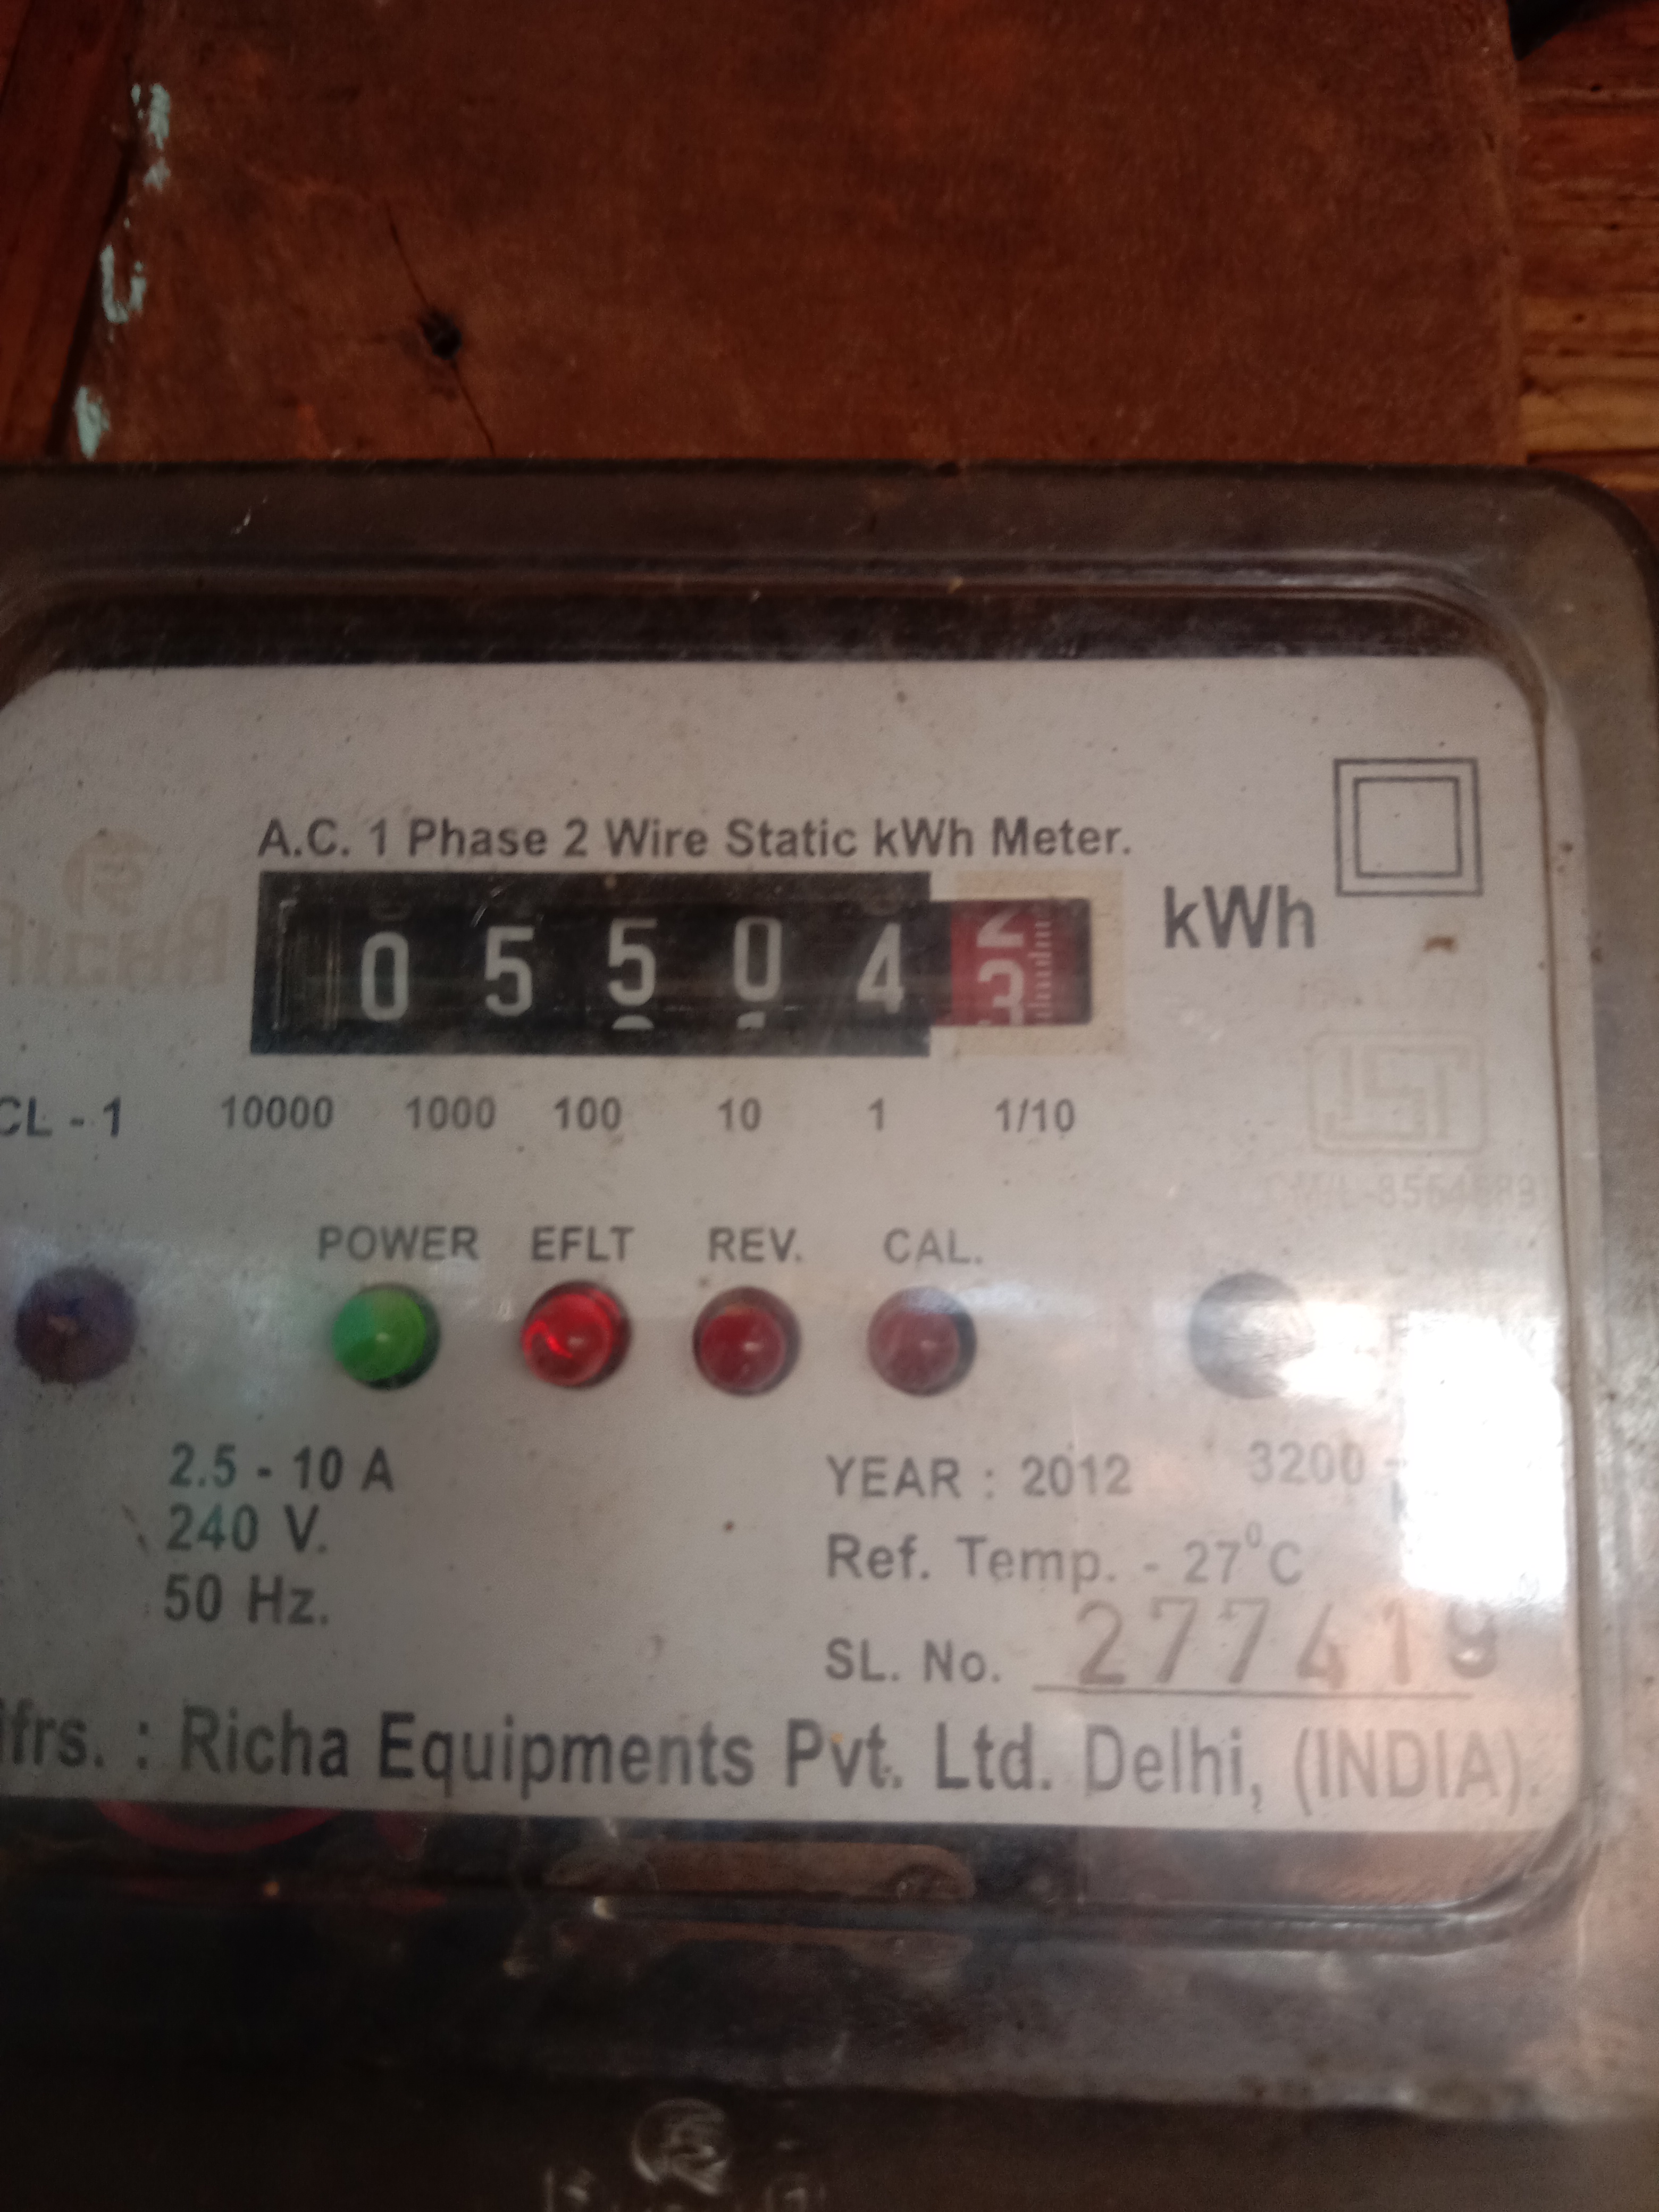 A.C. 1 Phase 2 Wire Static kWh Meter.
0 5 5 0 4 kWh
CL - 1 10000 1000 100 10 1 1/10
POWER EFLT REV. CAL.
2.5 - 10 A
240 V.
50 Hz.
YEAR : 2012 3200
Ref. Temp. - 27°C
SL. No. 277419
Richa Equipments Pvt. Ltd. Delhi, (INDIA).